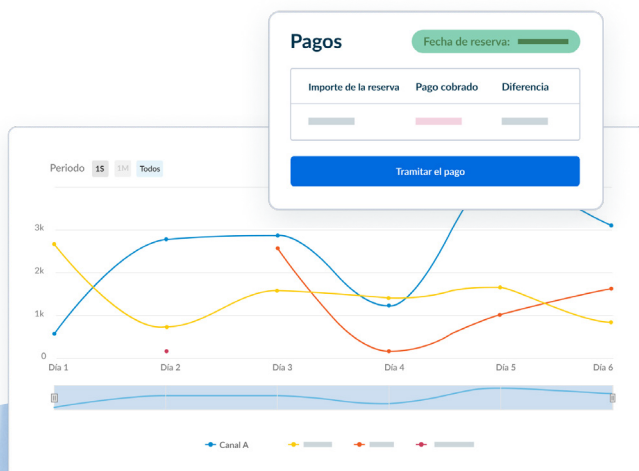 Pagos
Fecha de reserva:
Importe de la reserva Pago cobrado Diferencia
Tramitar el pago
Periodo 1S 1M Todos
3k
2k
1k
0
Día 1 Día 2 Día 3 Día 4 Día 5 Día 6
Canal A